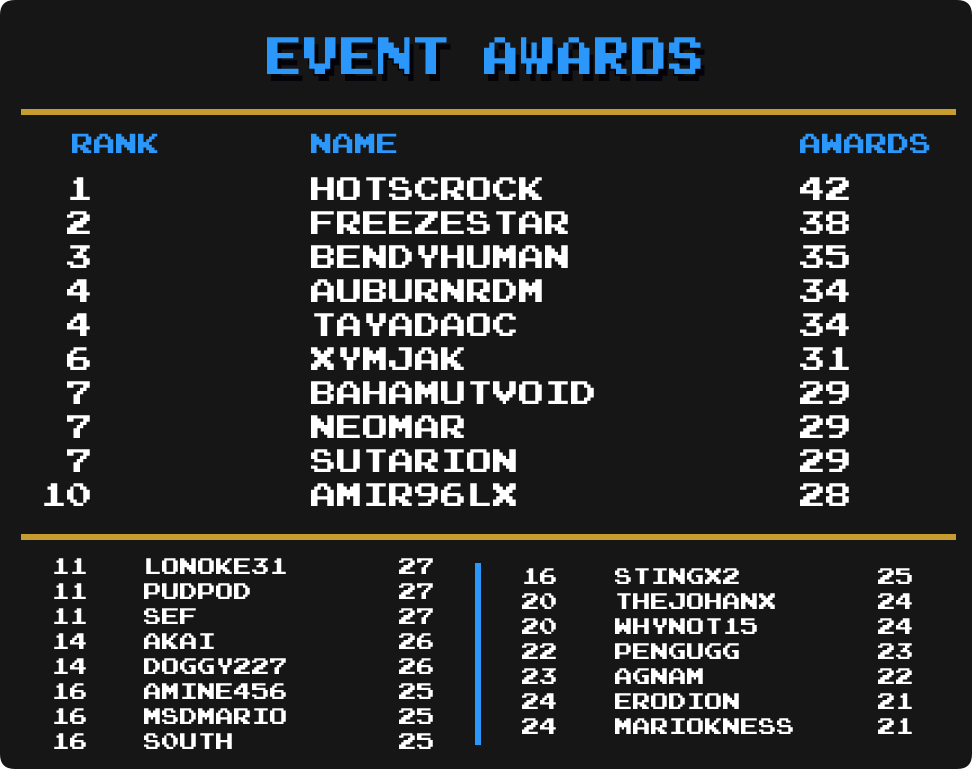 EVENT AWARDS
RANK NAME AWARDS
1 HOTSCROCK 42
2 FREEZESTAR 38
3 BENDYHUMAN 35
4 AUBURNRDM 34
4 TAYADAOC 34
6 XYMJAK 31
7 BAHAMUTVOID 29
7 NEOMAR 29
7 SUTARION 29
10 AMIR96LX 28
11 LONOKE31 27
11 PUDPOD 27
11 SEF 27
14 AKAI 26
14 DOGGY227 26
16 AMINE456 25
16 MSDMARIO 25
16 SOUTH 25
16 STINGX2 25
20 THEJOHANX 24
20 WHYNOT15 24
22 PENGUGG 23
23 AGNAM 22
24 ERODION 21
24 MARIOKNESS 21